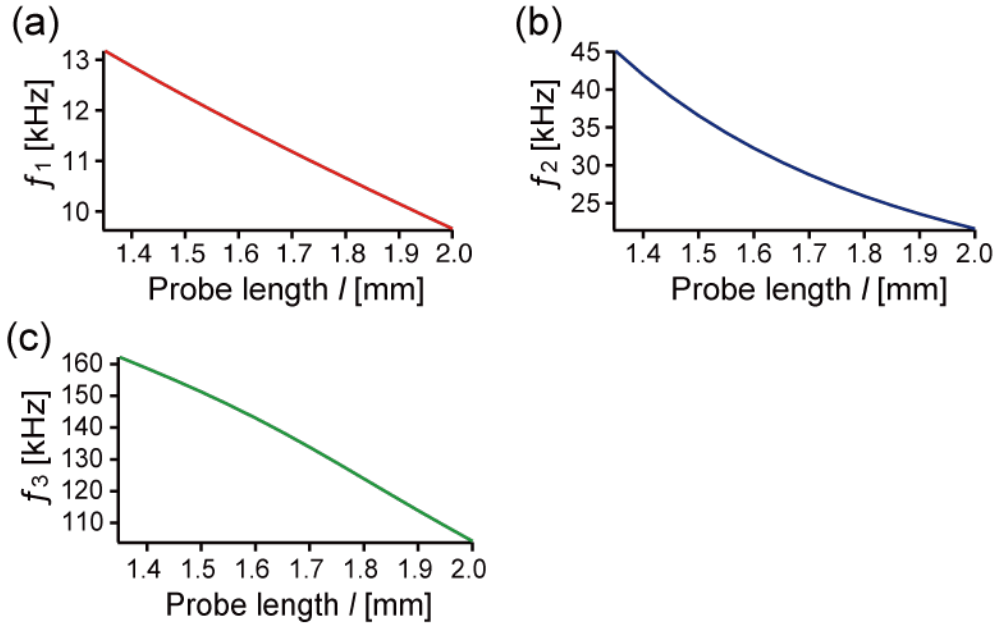 (a)
f1 [kHz]
13
12
11
10
1.4 1.5 1.6 1.7 1.8 1.9 2.0
Probe length l [mm]
(b)
f2 [kHz]
45
40
35
30
25
1.4 1.5 1.6 1.7 1.8 1.9 2.0
Probe length l [mm]
(c)
f3 [kHz]
160
150
140
130
120
110
1.4 1.5 1.6 1.7 1.8 1.9 2.0
Probe length l [mm]